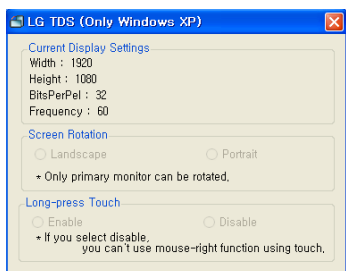 LG TDS (Only Windows XP)
Current Display Settings
Width : 1920
Height : 1080
BitsPerPel : 32
Frequency : 60
Screen Rotation
Landscape Portrait
* Only primary monitor can be rotated,
Long-press Touch
Enable Disable
* If you select disable,
you can't use mouse-right function using touch,